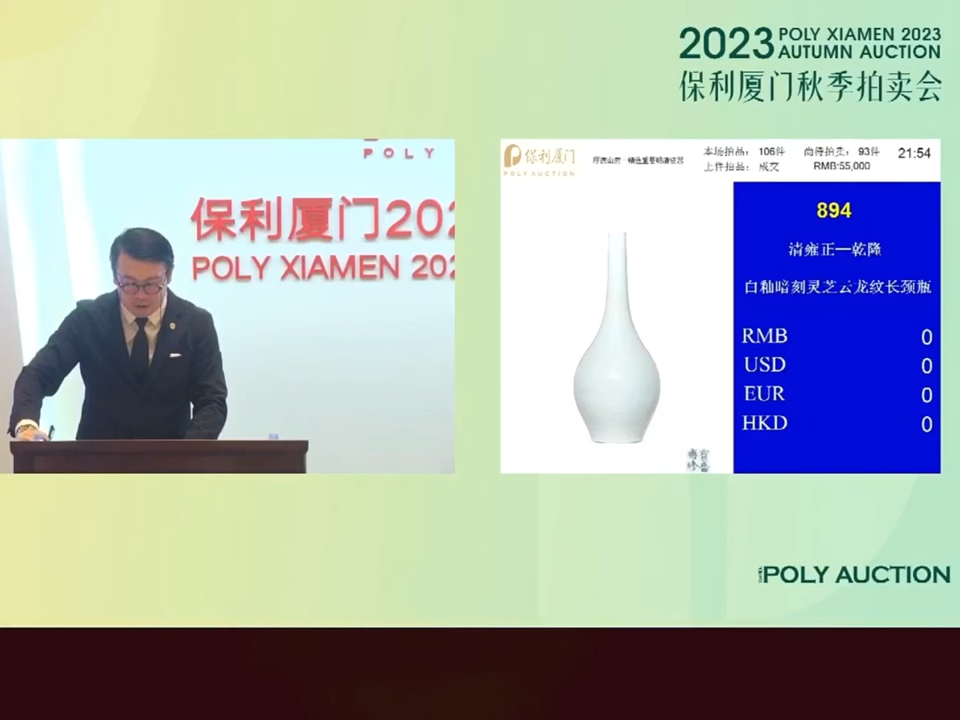 2023 POLY XIAMEN 2023
AUTUMN AUCTION
保利厦门秋季拍卖会
POLY
保利厦门202
POLY XIAMEN 202
保利厦门
POLY AUCTION
本场拍品: 106件
尚待拍卖: 93件
21:54
上件拍品: 成交
RMB:55,000
894
清雍正—乾隆
白釉暗刻灵芝云龙纹长颈瓶
RMB 0
USD 0
EUR 0
HKD 0
POLY AUCTION